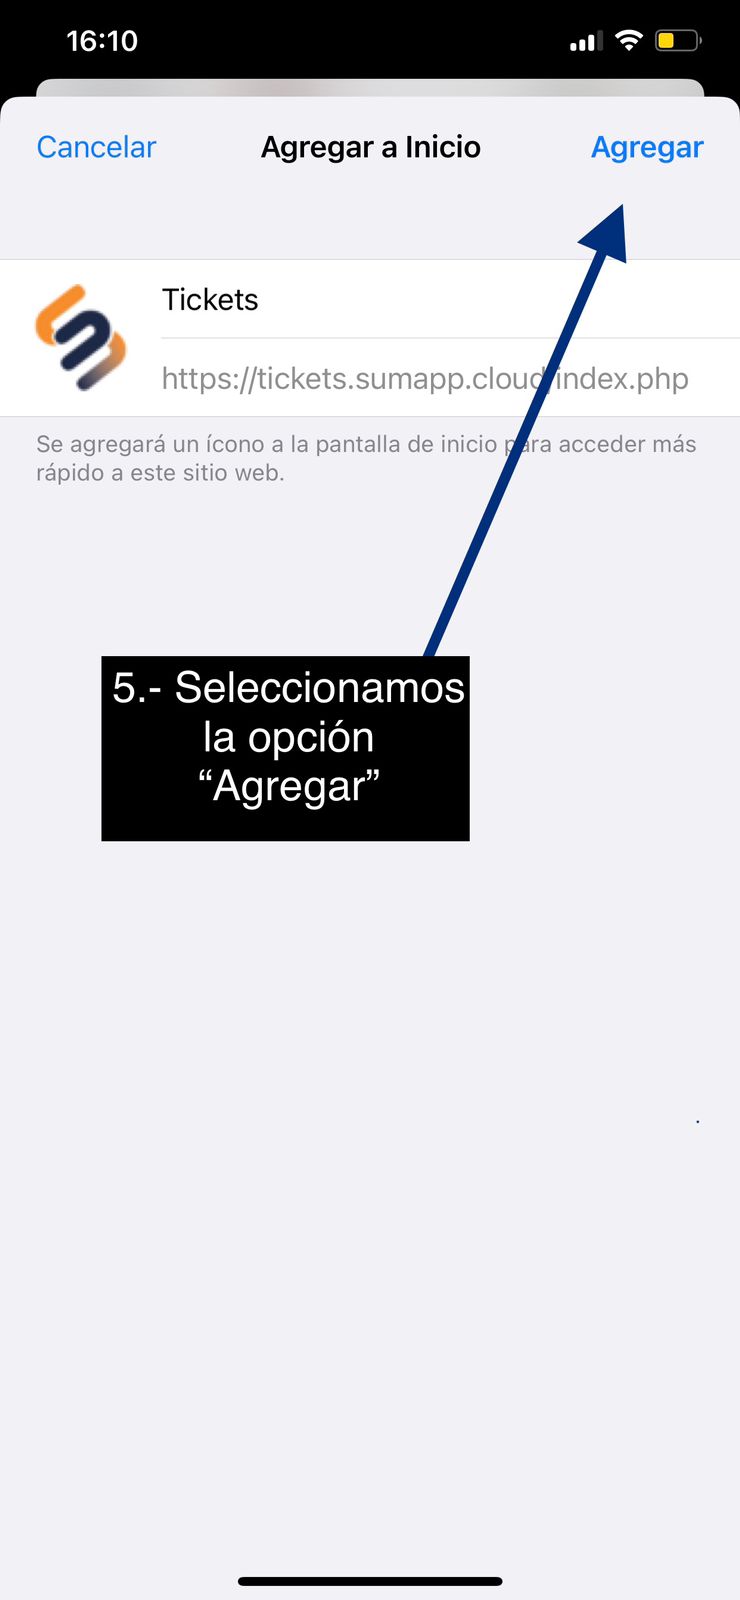 16:10
Cancelar
Agregar a Inicio
Agregar
Tickets
https://tickets.sumapp.cloud/index.php
Se agregará un ícono a la pantalla de inicio para acceder más
rápido a este sitio web.
5.- Seleccionamos
la opción
“Agregar”